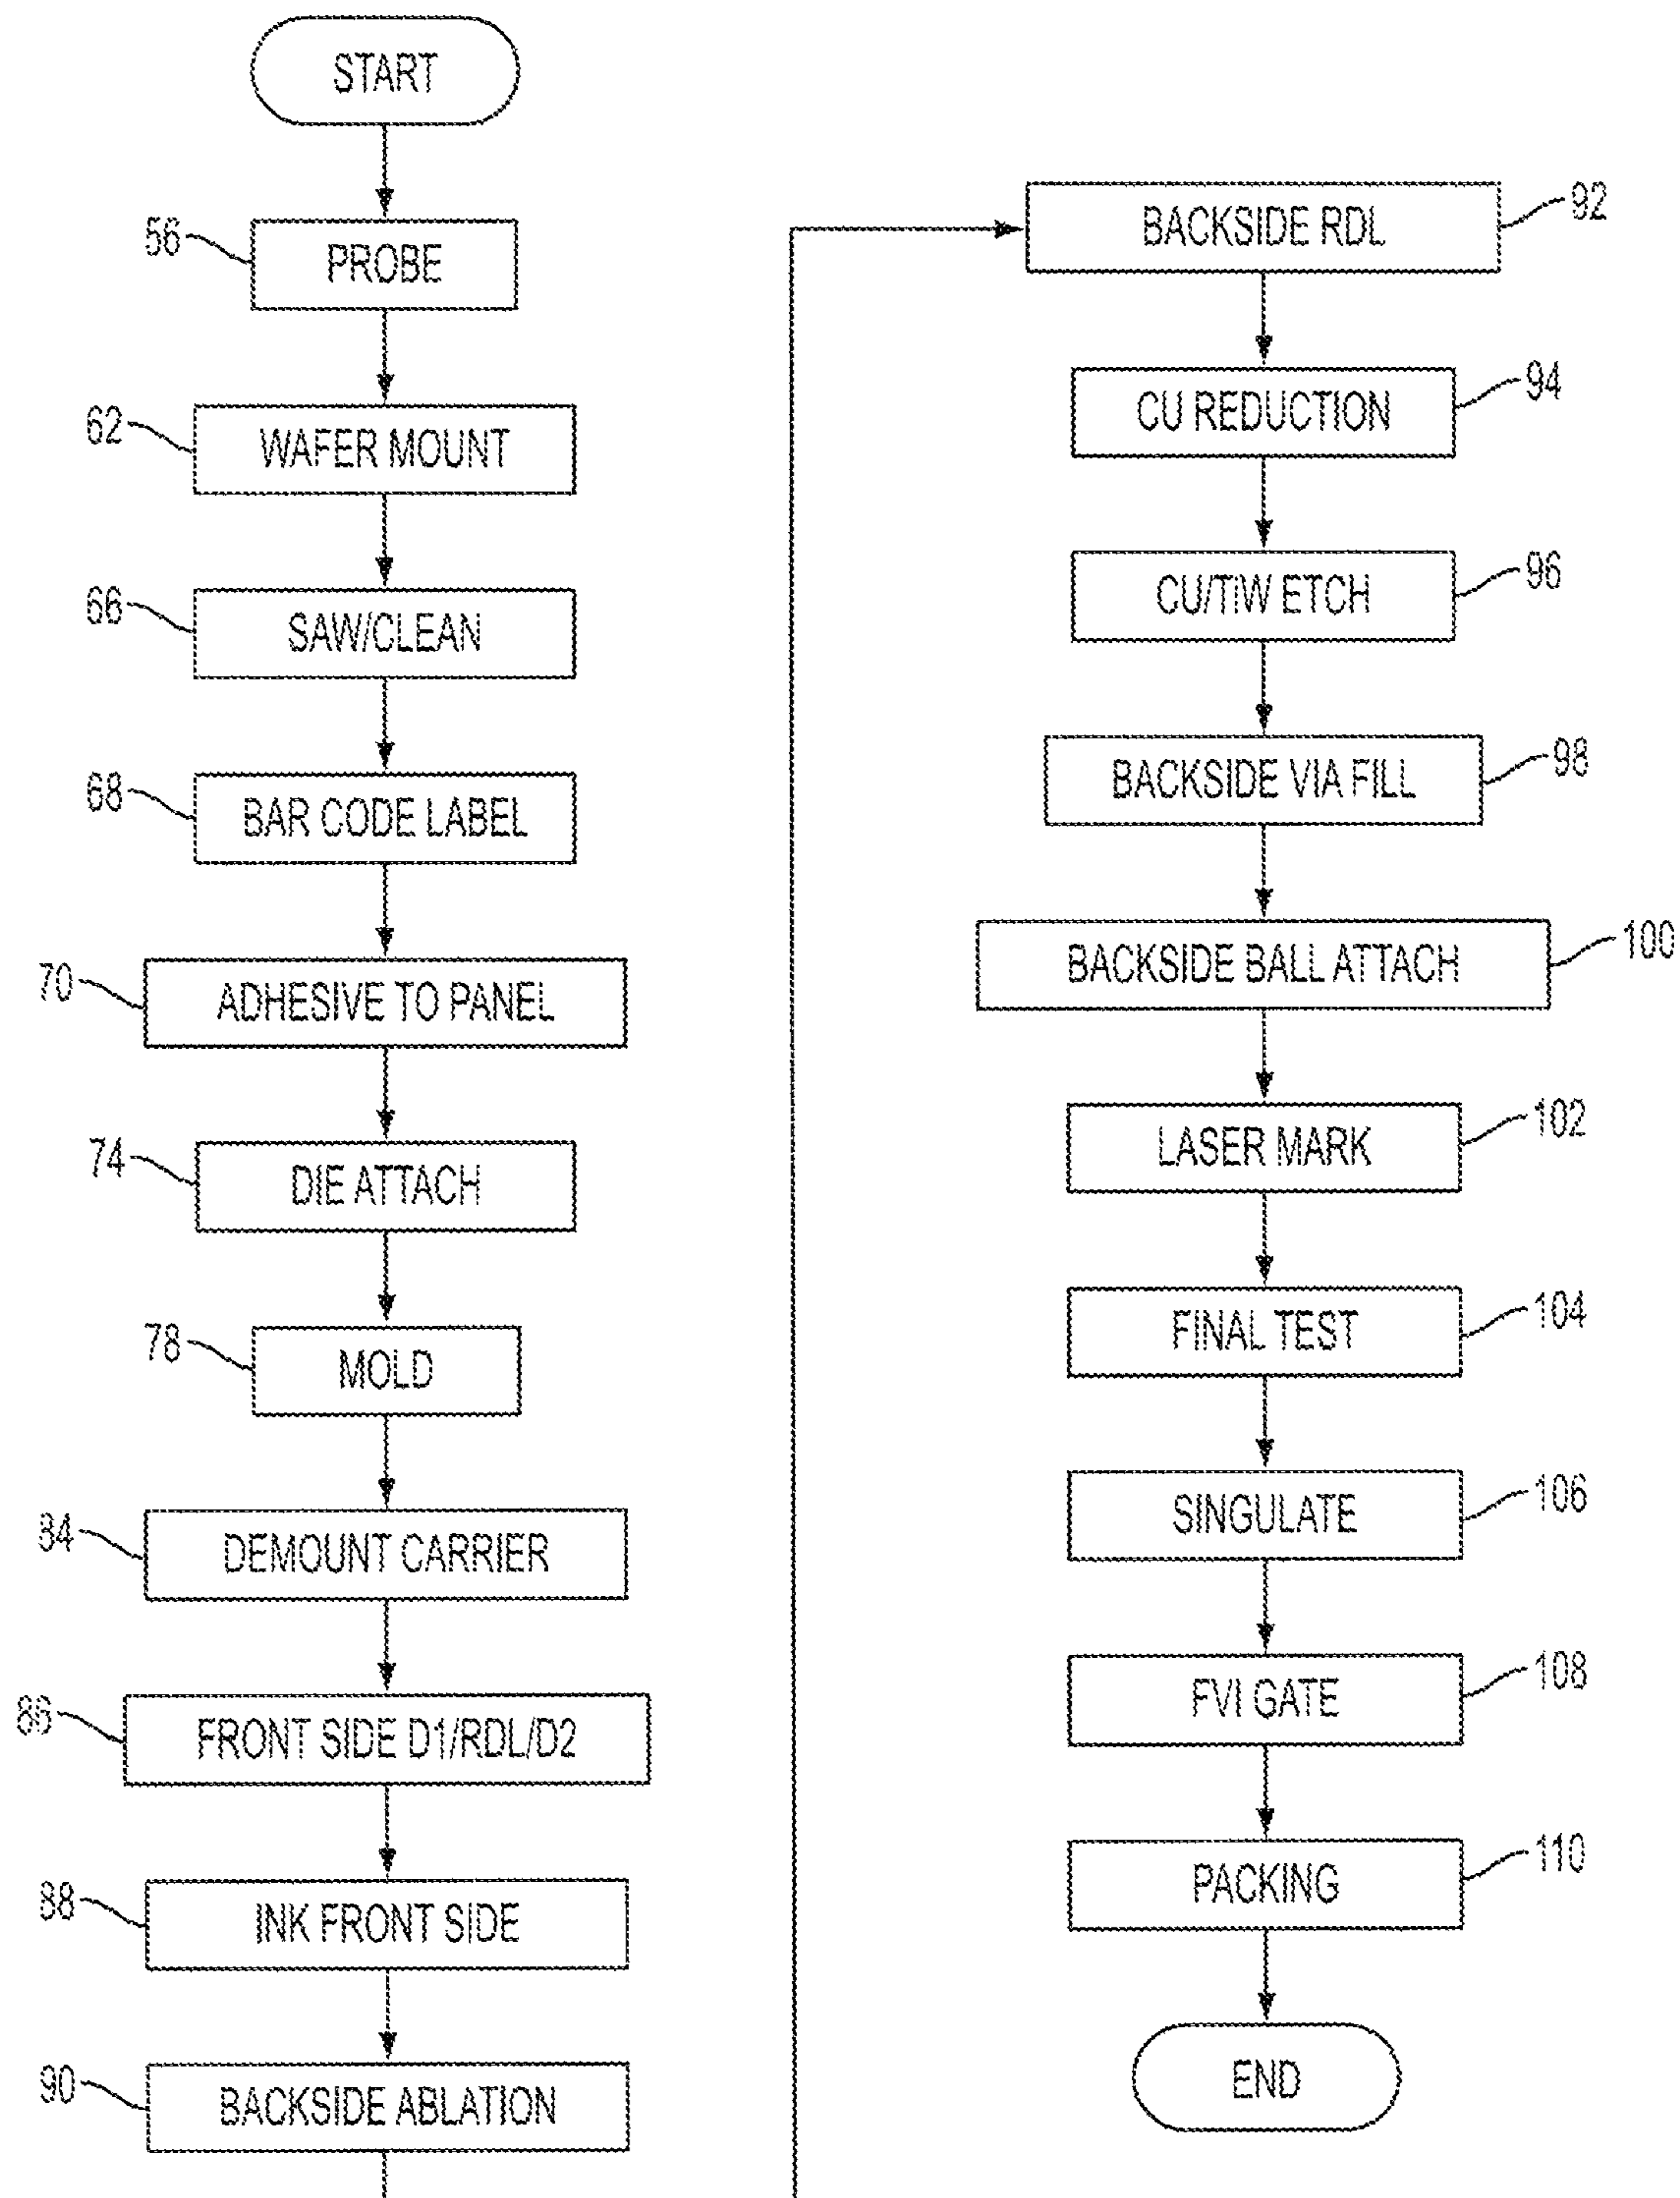 START
56
PROBE
62
WAFER MOUNT
66
SAW/CLEAN
68
BAR CODE LABEL
70
ADHESIVE TO PANEL
74
DIE ATTACH
78
MOLD
84
DEMOUNT CARRIER
86
FRONT SIDE D1/RDL/D2
88
INK FRONT SIDE
90
BACKSIDE ABLATION
BACKSIDE RDL
92
CU REDUCTION
94
CU/TIW ETCH
96
BACKSIDE VIA FILL
98
BACKSIDE BALL ATTACH
100
LASER MARK
102
FINAL TEST
104
SINGULATE
106
FVI GATE
108
PACKING
110
END